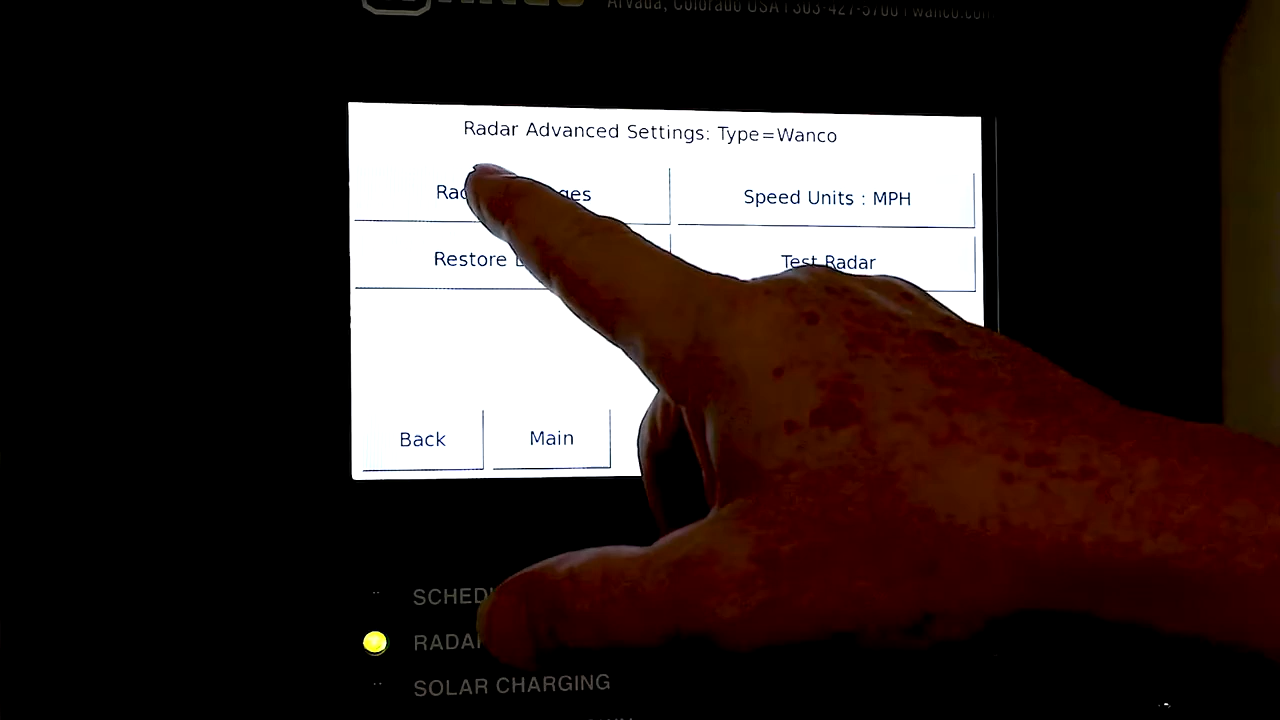 Arvada, Colorado USA | 303-427-5700 | wanco.com
Radar Advanced Settings: Type=Wanco
Speed Units : MPH
Restore
Test Radar
Back
Main
SOLAR CHARGING